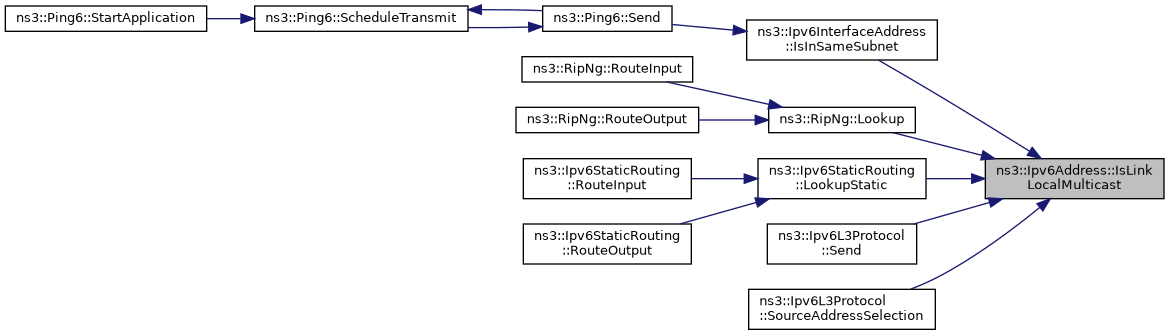 ns3::Ping6::StartApplication
ns3::Ping6::ScheduleTransmit
ns3::Ping6::Send
ns3::Ipv6InterfaceAddress
::IsInSameSubnet
ns3::RipNg::RouteInput
ns3::RipNg::RouteOutput
ns3::RipNg::Lookup
ns3::Ipv6StaticRouting
::RouteInput
ns3::Ipv6StaticRouting
::LookupStatic
ns3::Ipv6Address::IsLink
LocalMulticast
ns3::Ipv6StaticRouting
::RouteOutput
ns3::Ipv6L3Protocol
::Send
ns3::Ipv6L3Protocol
::SourceAddressSelection